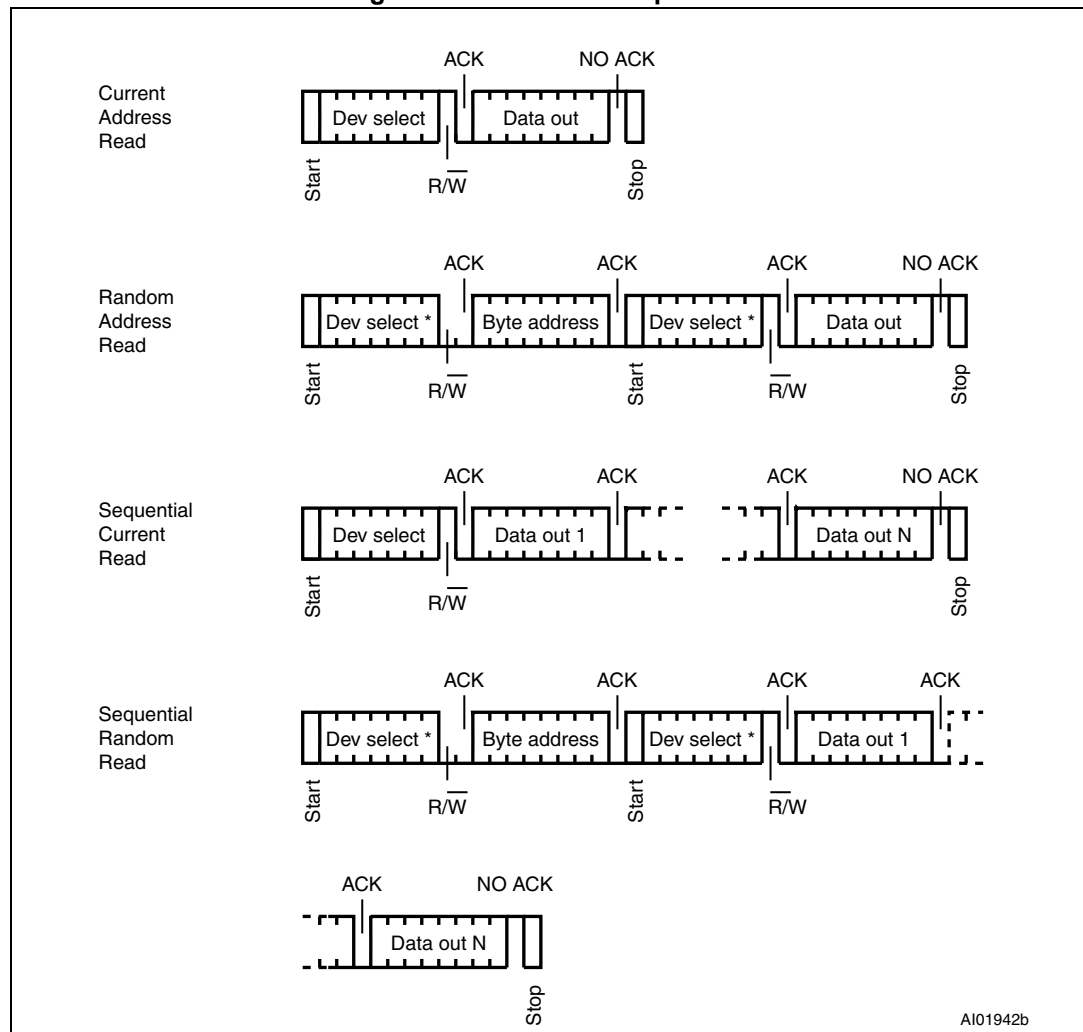 ACK NO ACK
Current
Address
Read
Dev select Data out
Start R/W̅ Stop
ACK ACK ACK NO ACK
Random
Address
Read
Dev select * Byte address Dev select * Data out
Start R/W̅ Start R̅/W Stop
ACK ACK ACK NO ACK
Sequential
Current
Read
Dev select Data out 1 Data out N
Start R/W̅ Stop
ACK ACK ACK ACK
Sequential
Random
Read
Dev select * Byte address Dev select * Data out 1
Start R/W̅ Start R̅/W
ACK NO ACK
Data out N
Stop
AI01942b